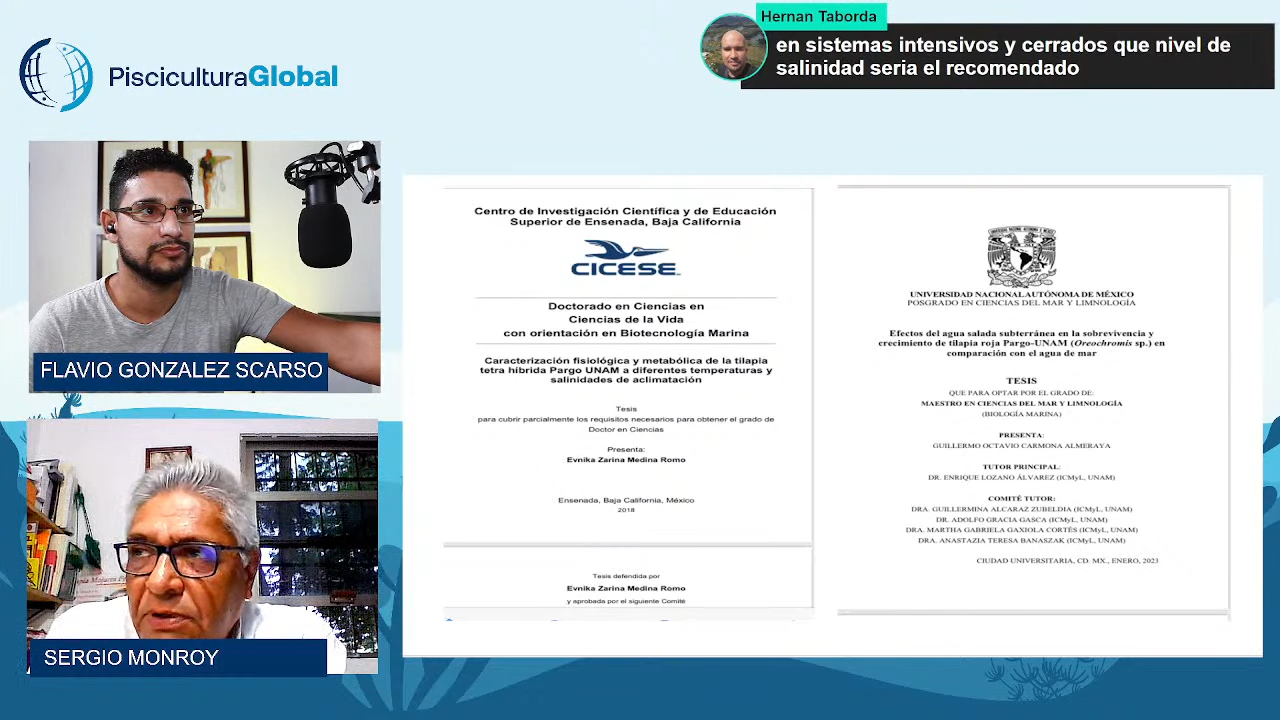 Hernan Taborda
en sistemas intensivos y cerrados que nivel de
salinidad seria el recomendado
PisciculturaGlobal
FLAVIO GONZALEZ SCARSO
SERGIO MONROY
Centro de Investigación Científica y de Educación
Superior de Ensenada, Baja California
CICESE
Doctorado en Ciencias en
Ciencias de la Vida
con orientación en Biotecnología Marina
Caracterización fisiológica y metabólica de la tilapia
tetra híbrida Pargo UNAM a diferentes temperaturas y
salinidades de aclimatación
Tesis
para cubrir parcialmente los requisitos necesarios para obtener el grado de
Doctor en Ciencias
Presenta:
Evnika Zarina Medina Romo
Ensenada, Baja California, México
2018
Tesis defendida por
Evnika Zarina Medina Romo
y aprobada por el siguiente Comité
UNIVERSIDAD NACIONAL AUTÓNOMA DE MÉXICO
POSGRADO EN CIENCIAS DEL MAR Y LIMNOLOGÍA
Efectos del agua salada subterránea en la sobrevivencia y
crecimiento de tilapia roja Pargo-UNAM (Oreochromis sp.) en
comparación con el agua de mar
TESIS
QUE PARA OPTAR POR EL GRADO DE:
MAESTRO EN CIENCIAS DEL MAR Y LIMNOLOGÍA
(BIOLOGÍA MARINA)
PRESENTA:
GUILLERMO OCTAVIO CARMONA ALMERAYA
TUTOR PRINCIPAL:
DR. ENRIQUE LOZANO ÁLVAREZ (ICMyL, UNAM)
COMITÉ TUTOR:
DRA. GUILLERMINA ALCARAZ ZUBELDIA (ICMyL, UNAM)
DR. ADOLFO GRACIA GASCA (ICMyL, UNAM)
DRA. MARTHA GABRIELA GAXIOLA CORTÉS (ICMyL, UNAM)
DRA. ANASTAZIA TERESA BANASZAK (ICMyL, UNAM)
CIUDAD UNIVERSITARIA, CD. MX., ENERO, 2023